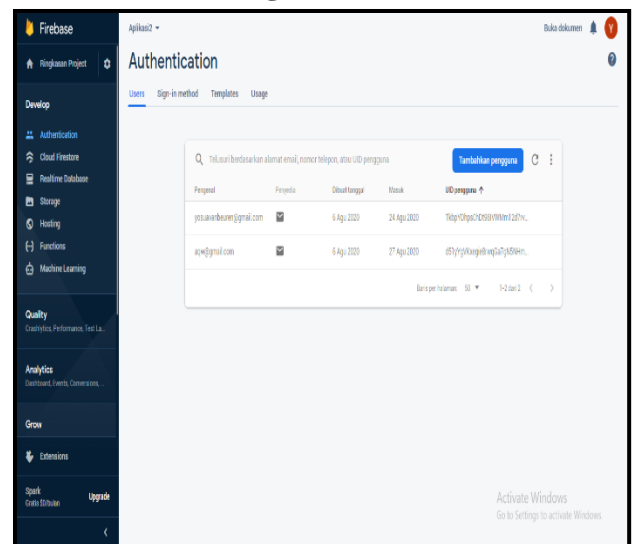 Firebase
Ringkasan Project
Develop
Authentication
Cloud Firestore
Realtime Database
Storage
Hosting
Functions
Machine Learning
Quality
Crashlytics, Performance, Test La...
Analytics
Dashboard, Events, Conversions, ...
Grow
Extensions
Spark
Gratis $0/bulan
Upgrade
Aplikasi2
Buka dokumen
Y
Authentication
Users Sign-in method Templates Usage
Telusuri berdasarkan alamat email, nomor telepon, atau UID pengguna
Tambahkan pengguna
Pengenal Penyedia Dibuat tanggal Masuk UID pengguna
6 Agu 2020 24 Agu 2020
aqw@gmail.com 6 Agu 2020 27 Agu 2020
Baris per halaman: 50 1-2 dari 2
Activate Windows
Go to Settings to activate Windows.